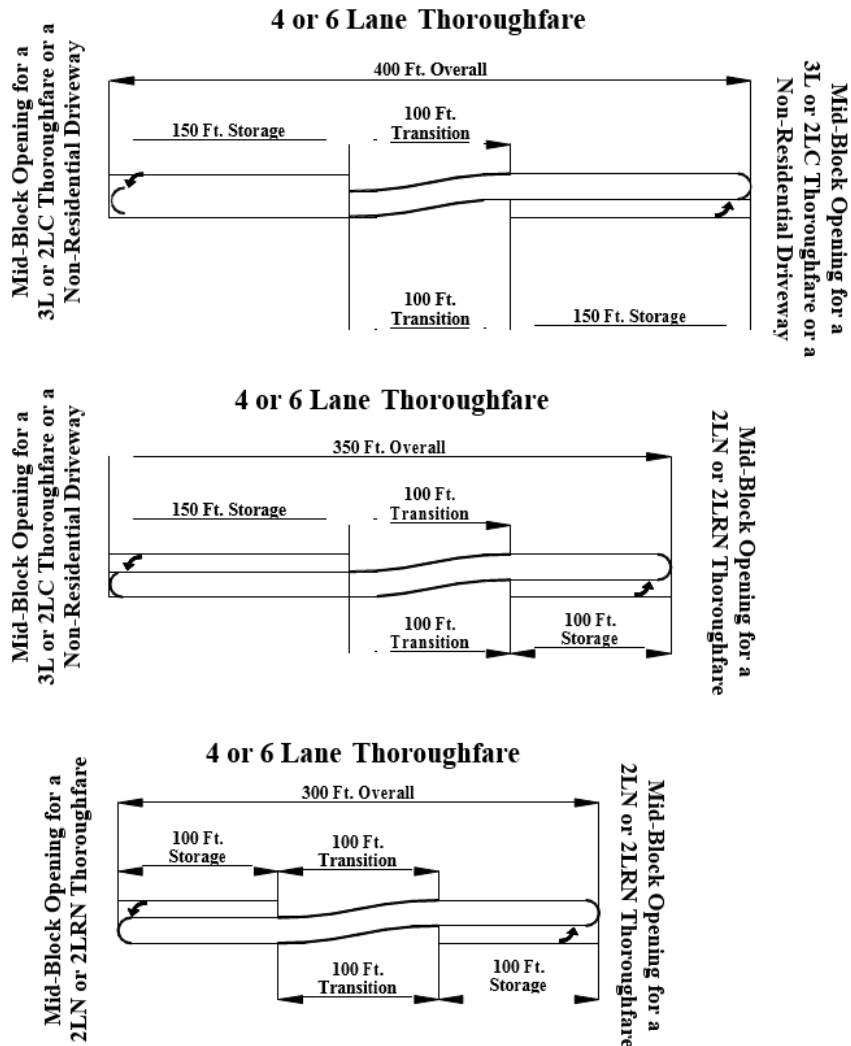 4 or 6 Lane Thoroughfare
Mid-Block Opening for a
3L or 2LC Thoroughfare or a
Non-Residential Driveway
400 Ft. Overall
150 Ft. Storage
100 Ft.
Transition
100 Ft.
Transition
150 Ft. Storage
Mid-Block Opening for a
3L or 2LC Thoroughfare or a
Non-Residential Driveway
4 or 6 Lane Thoroughfare
Mid-Block Opening for a
3L or 2LC Thoroughfare or a
Non-Residential Driveway
350 Ft. Overall
150 Ft. Storage
100 Ft.
Transition
100 Ft.
Transition
100 Ft.
Storage
Mid-Block Opening for a
2LN or 2LRN Thoroughfare
4 or 6 Lane Thoroughfare
Mid-Block Opening for a
2LN or 2LRN Thoroughfare
300 Ft. Overall
100 Ft.
Storage
100 Ft.
Transition
100 Ft.
Transition
100 Ft.
Storage
Mid-Block Opening for a
2LN or 2LRN Thoroughfare